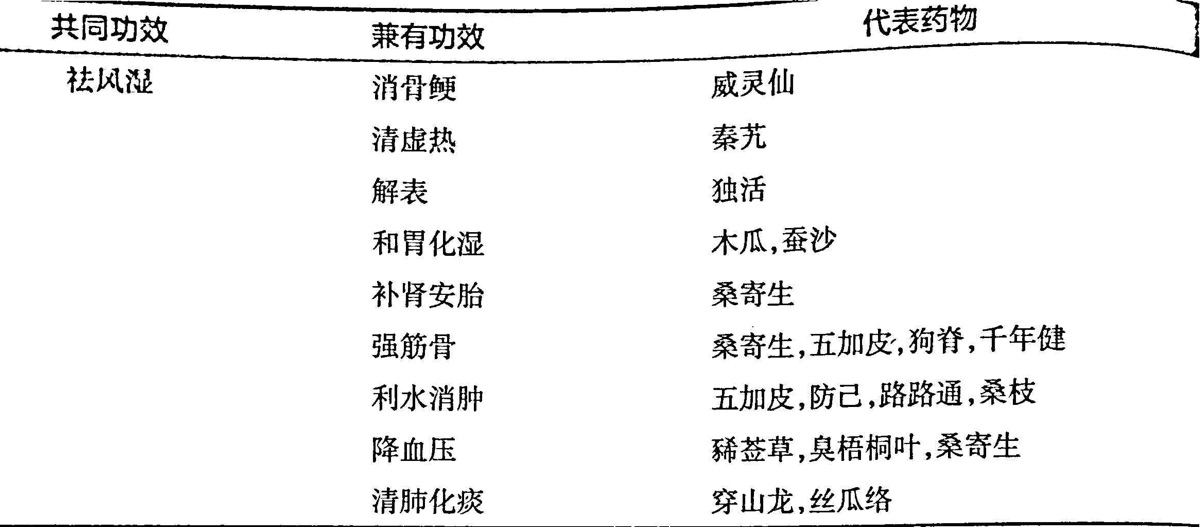 共同功效 兼有功效 代表药物
祛风湿 消骨鲠 威灵仙
清虚热 秦艽
解表 独活
和胃化湿 木瓜,蚕沙
补肾安胎 桑寄生
强筋骨 桑寄生,五加皮,狗脊,千年健
利水消肿 五加皮,防己,路路通,桑枝
降血压 豨莶草,臭梧桐叶,桑寄生
清肺化痰 穿山龙,丝瓜络